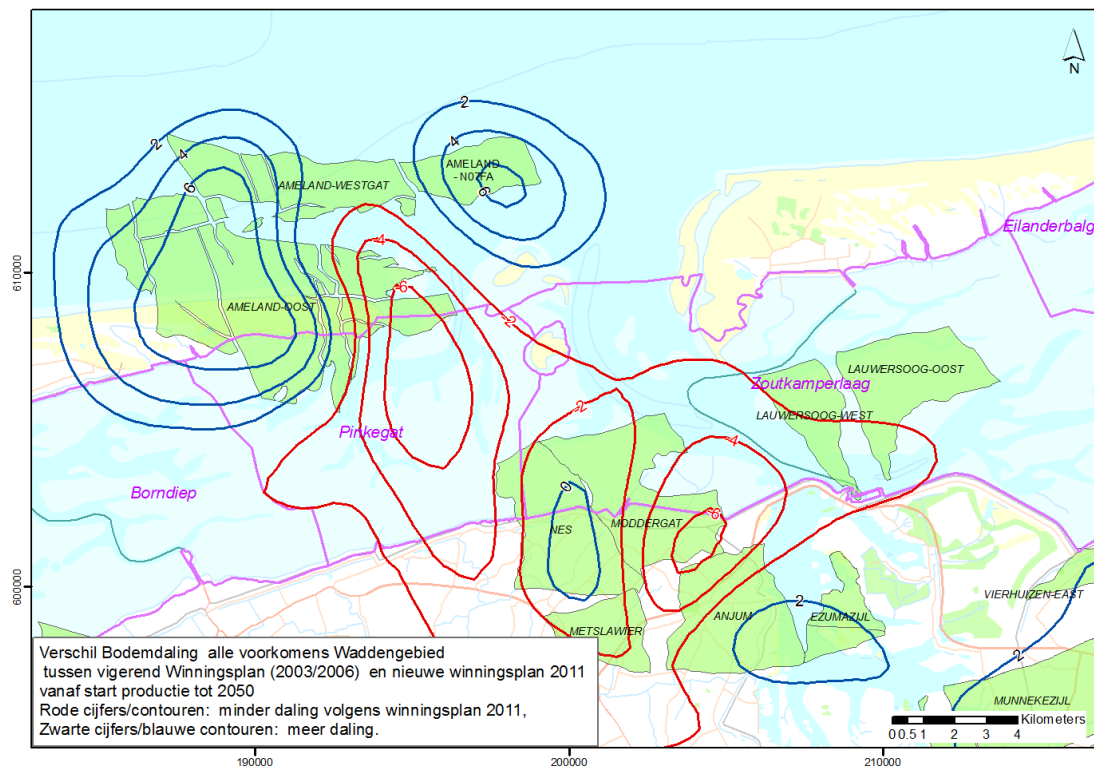 2
2
4
4
N
AMELAND
- N07FA
6
6
AMELAND-WESTGAT
Eilanderbalg
-4
6110000
-6
AMELAND-OOST
-2
LAUWERSOOG-OOST
Zoutkamperlaag
-2
LAUWERSOOG-WEST
Pinkegat
-4
Borndiep
0
-6
MODDERGAT
NES
6000000
VIERHUIZEN-EAST
2
ANJUM
EZUMAZIJL
METSLAWIER
2
Verschil Bodemdaling alle voorkomens Waddengebied
tussen vigerend Winningsplan (20032006) en nieuwe winningsplan 2011
vanaf start productie tot 2050
Rode cijfers/contouren: minder daling volgens winningsplan 2011,
Zwarte cijfers/blauwe contouren: meer daling.
MUNNEKEZIJL
Kilometers
0 0.5 1 2 3 4
190000
200000
210000